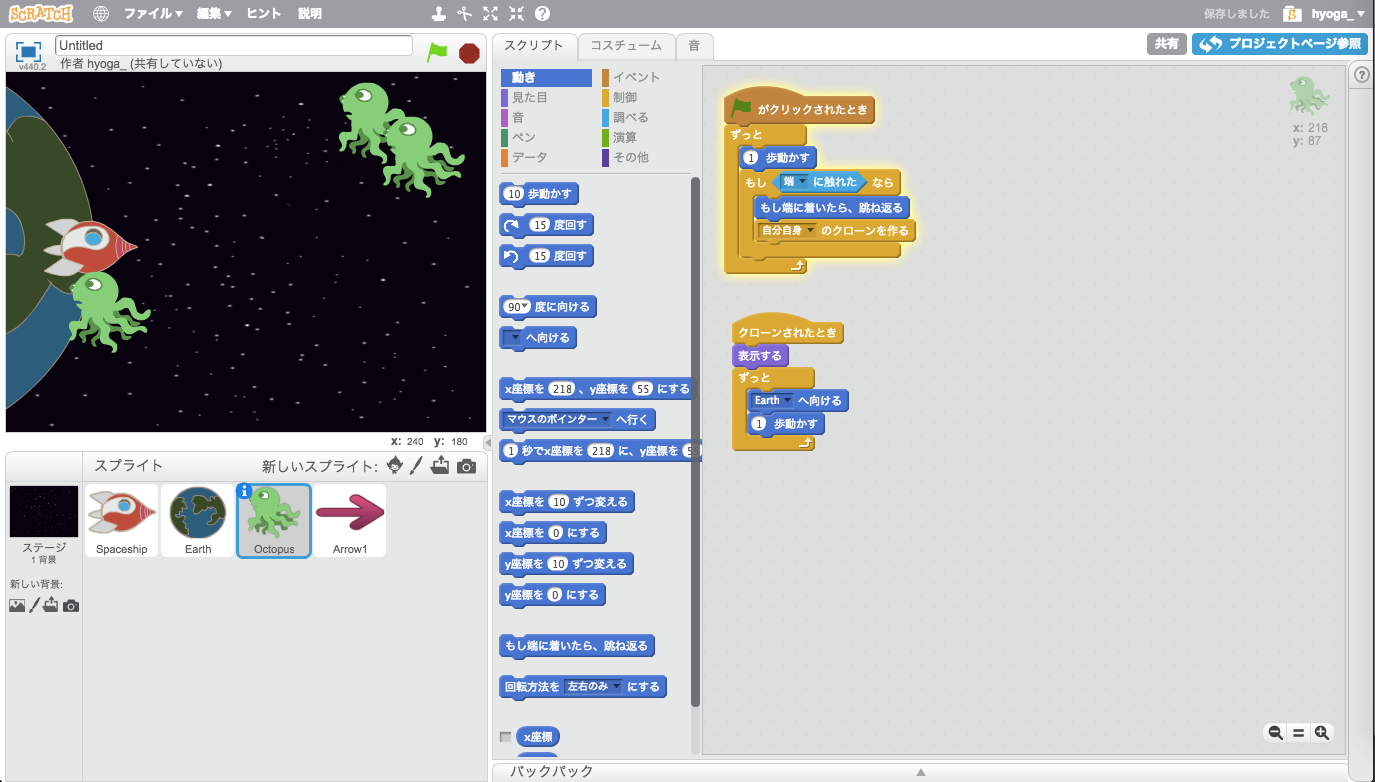 SCRATCH ファイル▼ 編集▼ ヒント 説明 保存しました hyoga_▼
Untitled
作者 hyoga_ (共有していない)
v440.2
スクリプト コスチューム 音
共有 プロジェクトページ参照
動き イベント
見た目 制御
音 調べる
ペン 演算
データ その他
10 歩動かす
15 度回す
15 度回す
90▼ 度に向ける
へ向ける
x座標を 218 、y座標を 55 にする
マウスのポインター へ行く
1 秒でx座標を 218 に、y座標を 55
x座標を 10 ずつ変える
x座標を 0 にする
y座標を 10 ずつ変える
y座標を 0 にする
もし端に着いたら、跳ね返る
回転方法を 左右のみ にする
x座標
がクリックされたとき
ずっと
1 歩動かす
もし 端 に触れた なら
もし端に着いたら、跳ね返る
自分自身 のクローンを作る
クローンされたとき
表示する
ずっと
Earth へ向ける
1 歩動かす
x: 218
y: 87
x: 240 y: 180
スプライト 新しいスプライト:
ステージ
1 背景
新しい背景:
Spaceship Earth Octopus Arrow1
バックパック